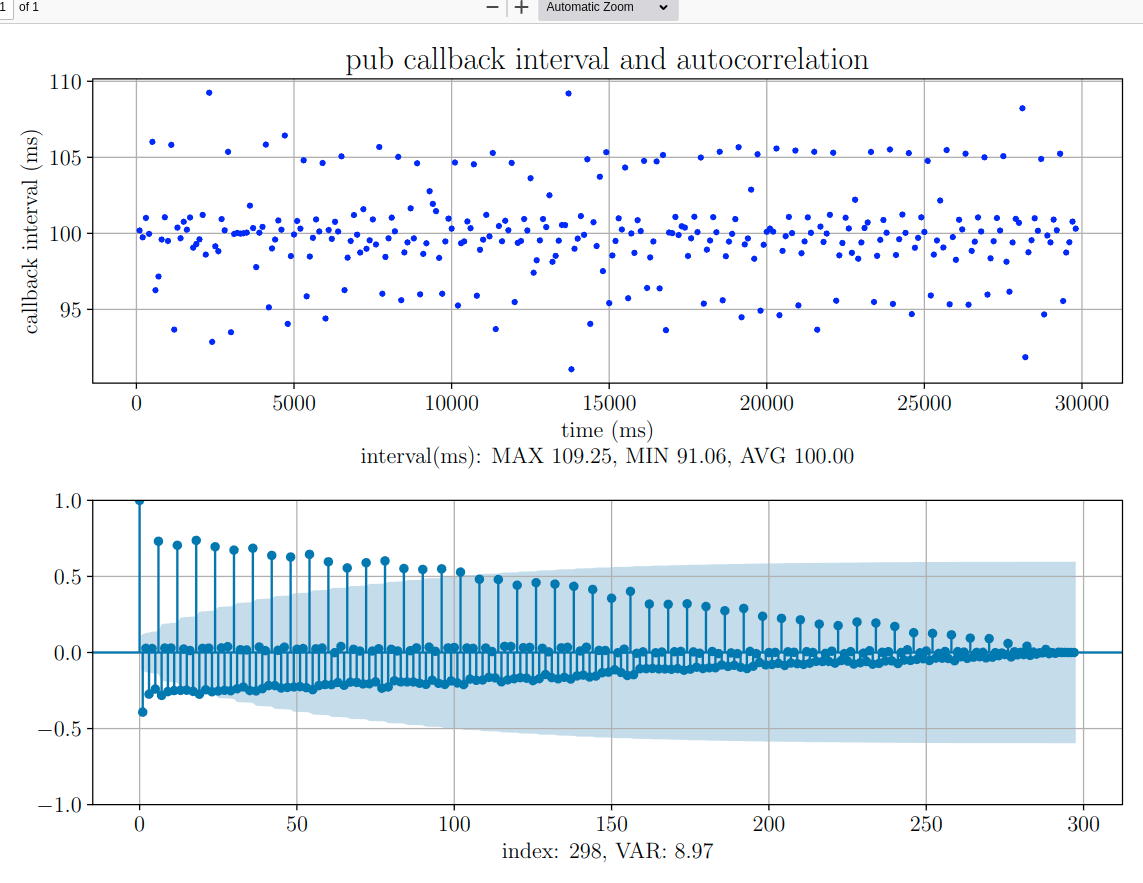 1 of 1 — + Automatic Zoom
pub callback interval and autocorrelation
110
105
100
95
callback interval (ms)
0 5000 10000 15000 20000 25000 30000
time (ms)
interval(ms): MAX 109.25, MIN 91.06, AVG 100.00
1.0
0.5
0.0
−0.5
−1.0
0 50 100 150 200 250 300
index: 298, VAR: 8.97